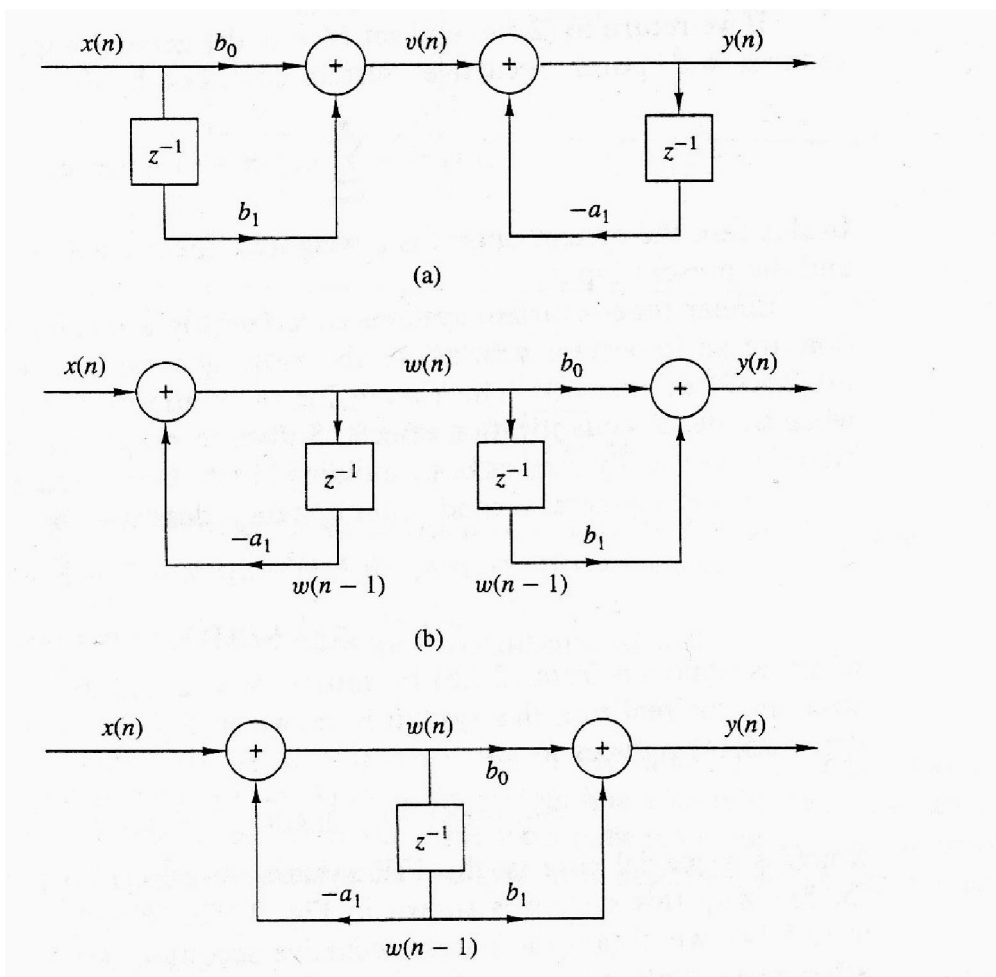 x(n) b₀ v(n) y(n)
+ +
z⁻¹ z⁻¹
b₁ −a₁
(a)
x(n) w(n) b₀ y(n)
+ +
z⁻¹ z⁻¹
−a₁ b₁
w(n − 1) w(n − 1)
(b)
x(n) w(n) y(n)
+ +
b₀
z⁻¹
−a₁ b₁
w(n − 1)